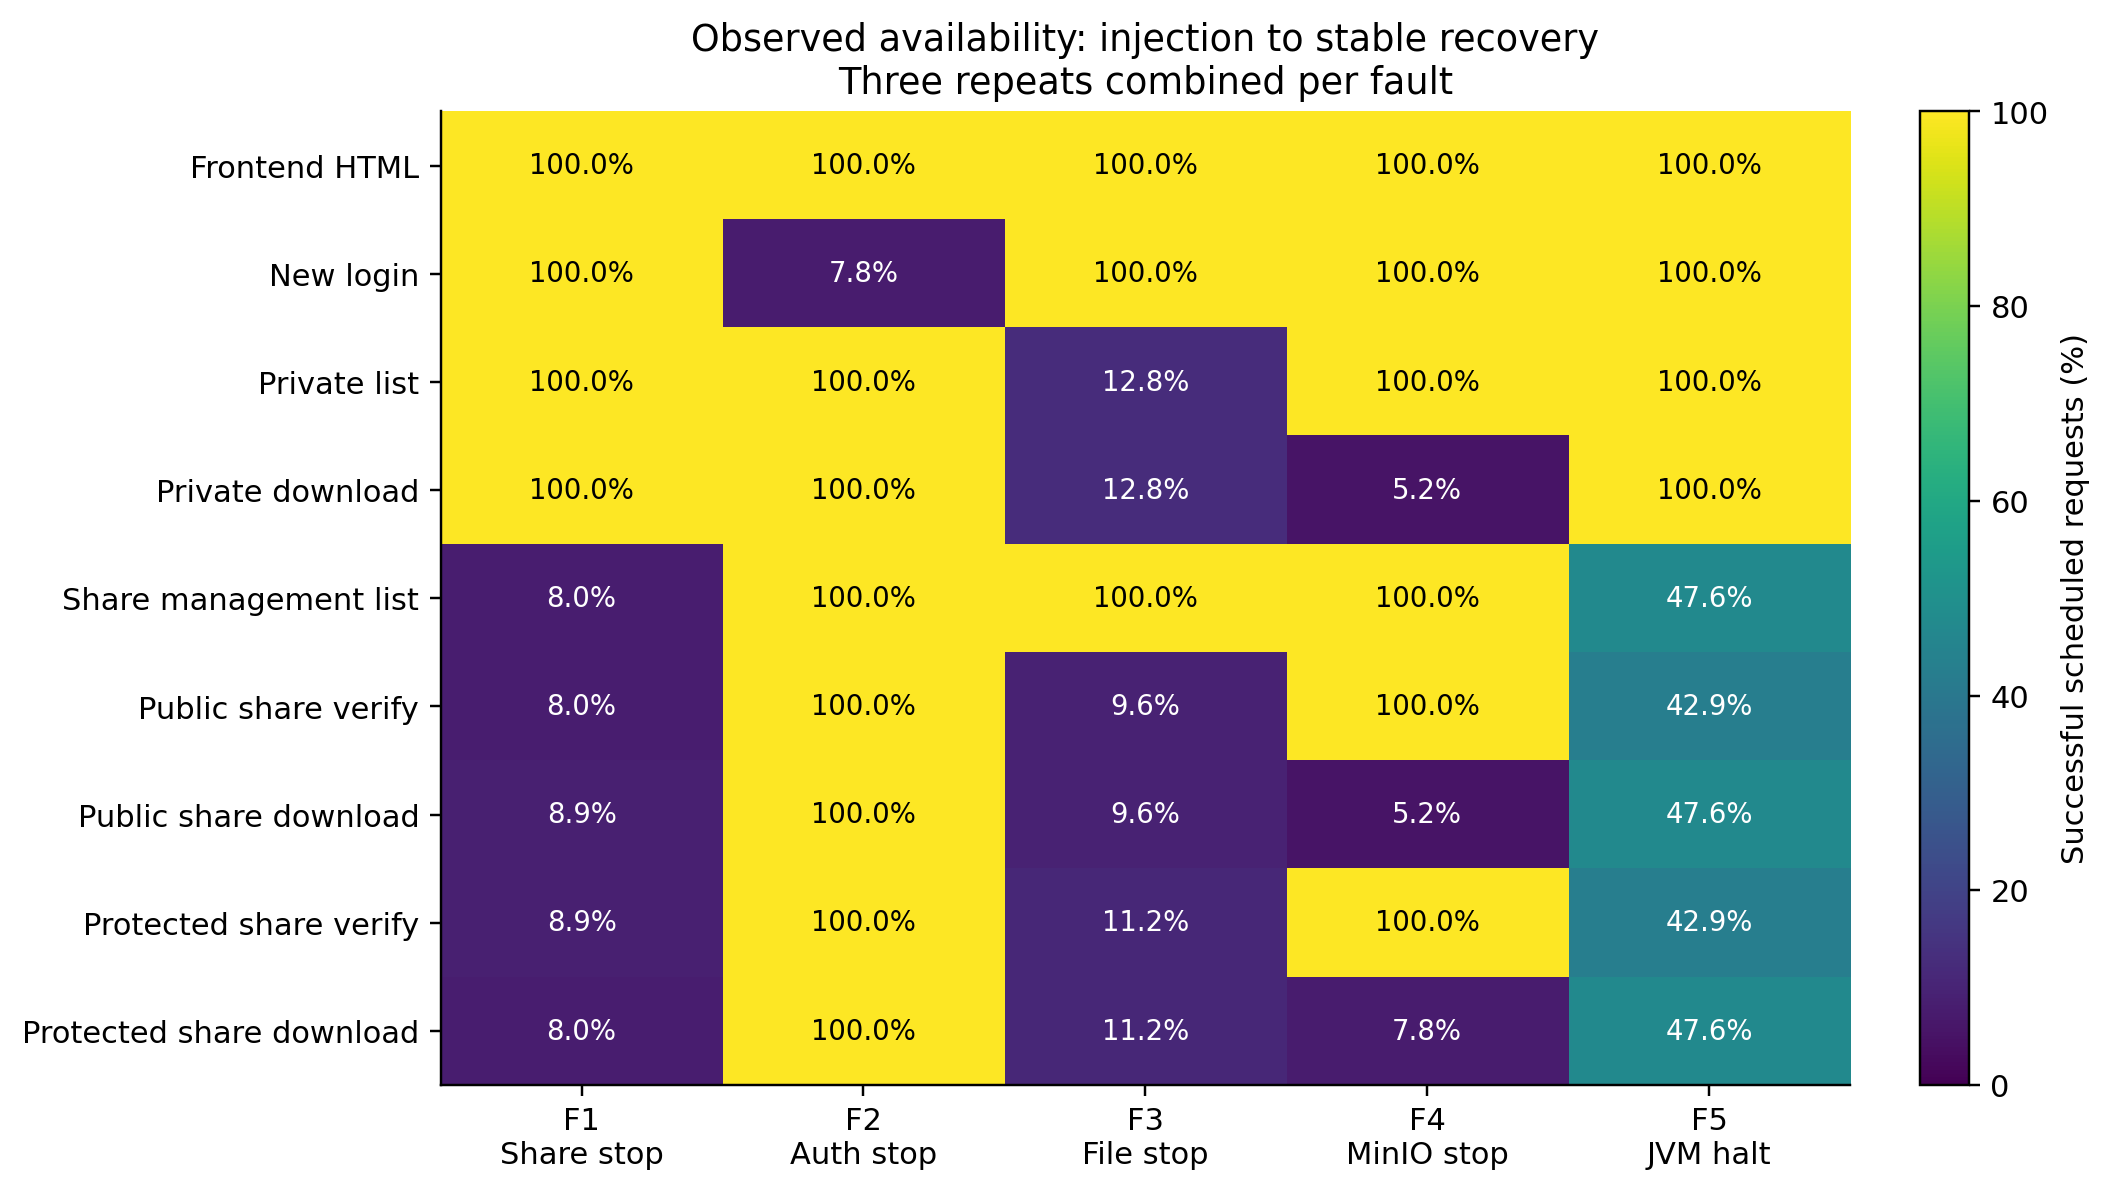 Observed availability: injection to stable recovery
Three repeats combined per fault
Frontend HTML 100.0% 100.0% 100.0% 100.0% 100.0%
New login 100.0% 7.8% 100.0% 100.0% 100.0%
Private list 100.0% 100.0% 12.8% 100.0% 100.0%
Private download 100.0% 100.0% 12.8% 5.2% 100.0%
Share management list 8.0% 100.0% 100.0% 100.0% 47.6%
Public share verify 8.0% 100.0% 9.6% 100.0% 42.9%
Public share download 8.9% 100.0% 9.6% 5.2% 47.6%
Protected share verify 8.9% 100.0% 11.2% 100.0% 42.9%
Protected share download 8.0% 100.0% 11.2% 7.8% 47.6%
F1 F2 F3 F4 F5
Share stop Auth stop File stop MinIO stop JVM halt
100
80
60
40
20
0
Successful scheduled requests (%)